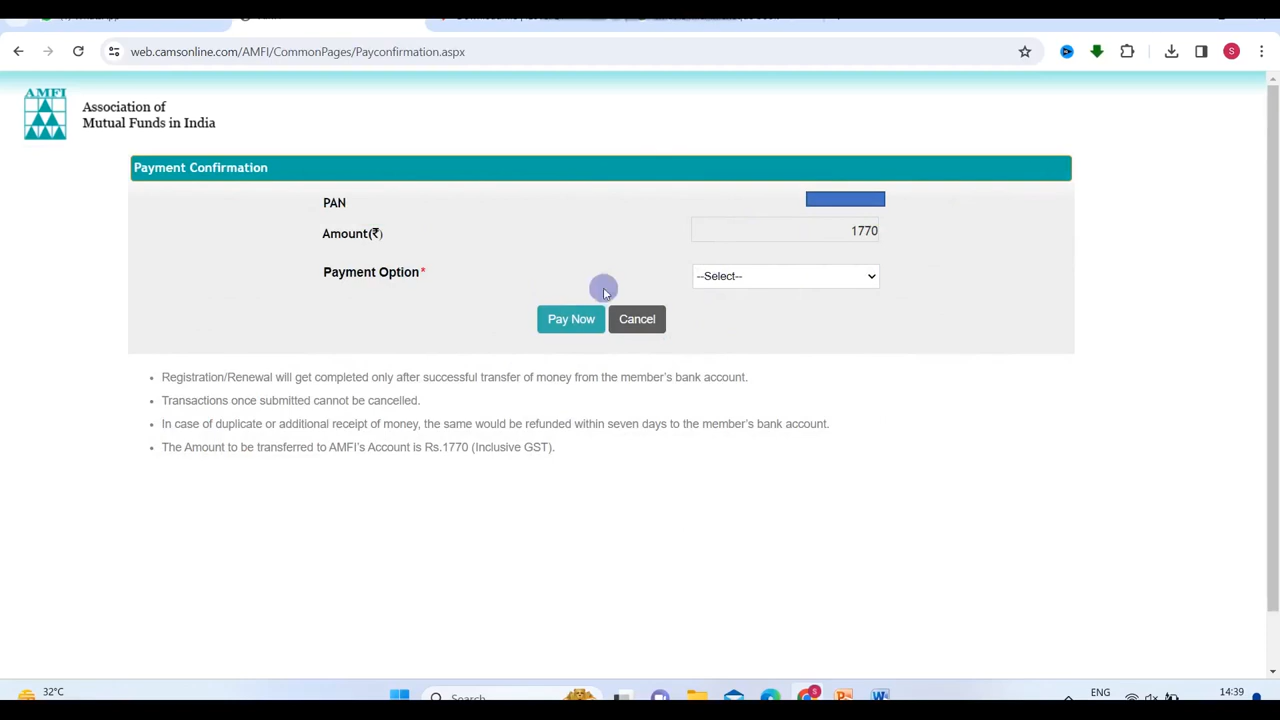 web.camsonline.com/AMFI/CommonPages/Payconfirmation.aspx
S
AMFI
Association of
Mutual Funds in India
Payment Confirmation
PAN
Amount(₹)
1770
Payment Option*
--Select--
Pay Now
Cancel
• Registration/Renewal will get completed only after successful transfer of money from the member's bank account.
• Transactions once submitted cannot be cancelled.
• In case of duplicate or additional receipt of money, the same would be refunded within seven days to the member's bank account.
• The Amount to be transferred to AMFI's Account is Rs.1770 (Inclusive GST).
32°C
Search
S
ENG
14:39